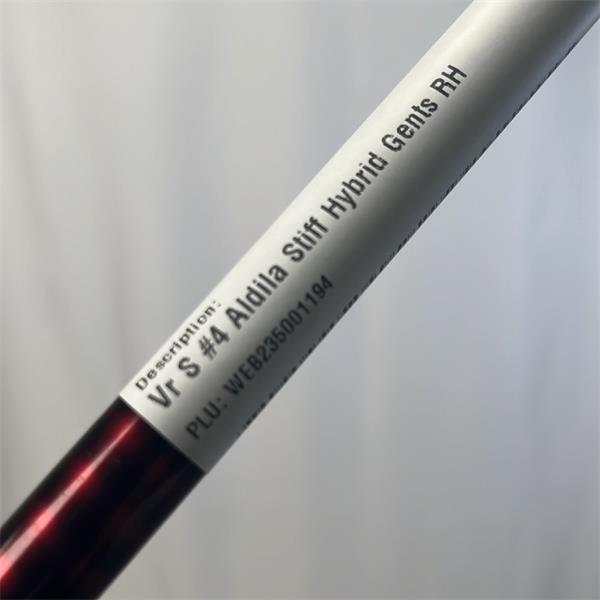 Description:
Vr S #4 Aldila Stiff Hybrid Gents RH
PLU: WEB235001194